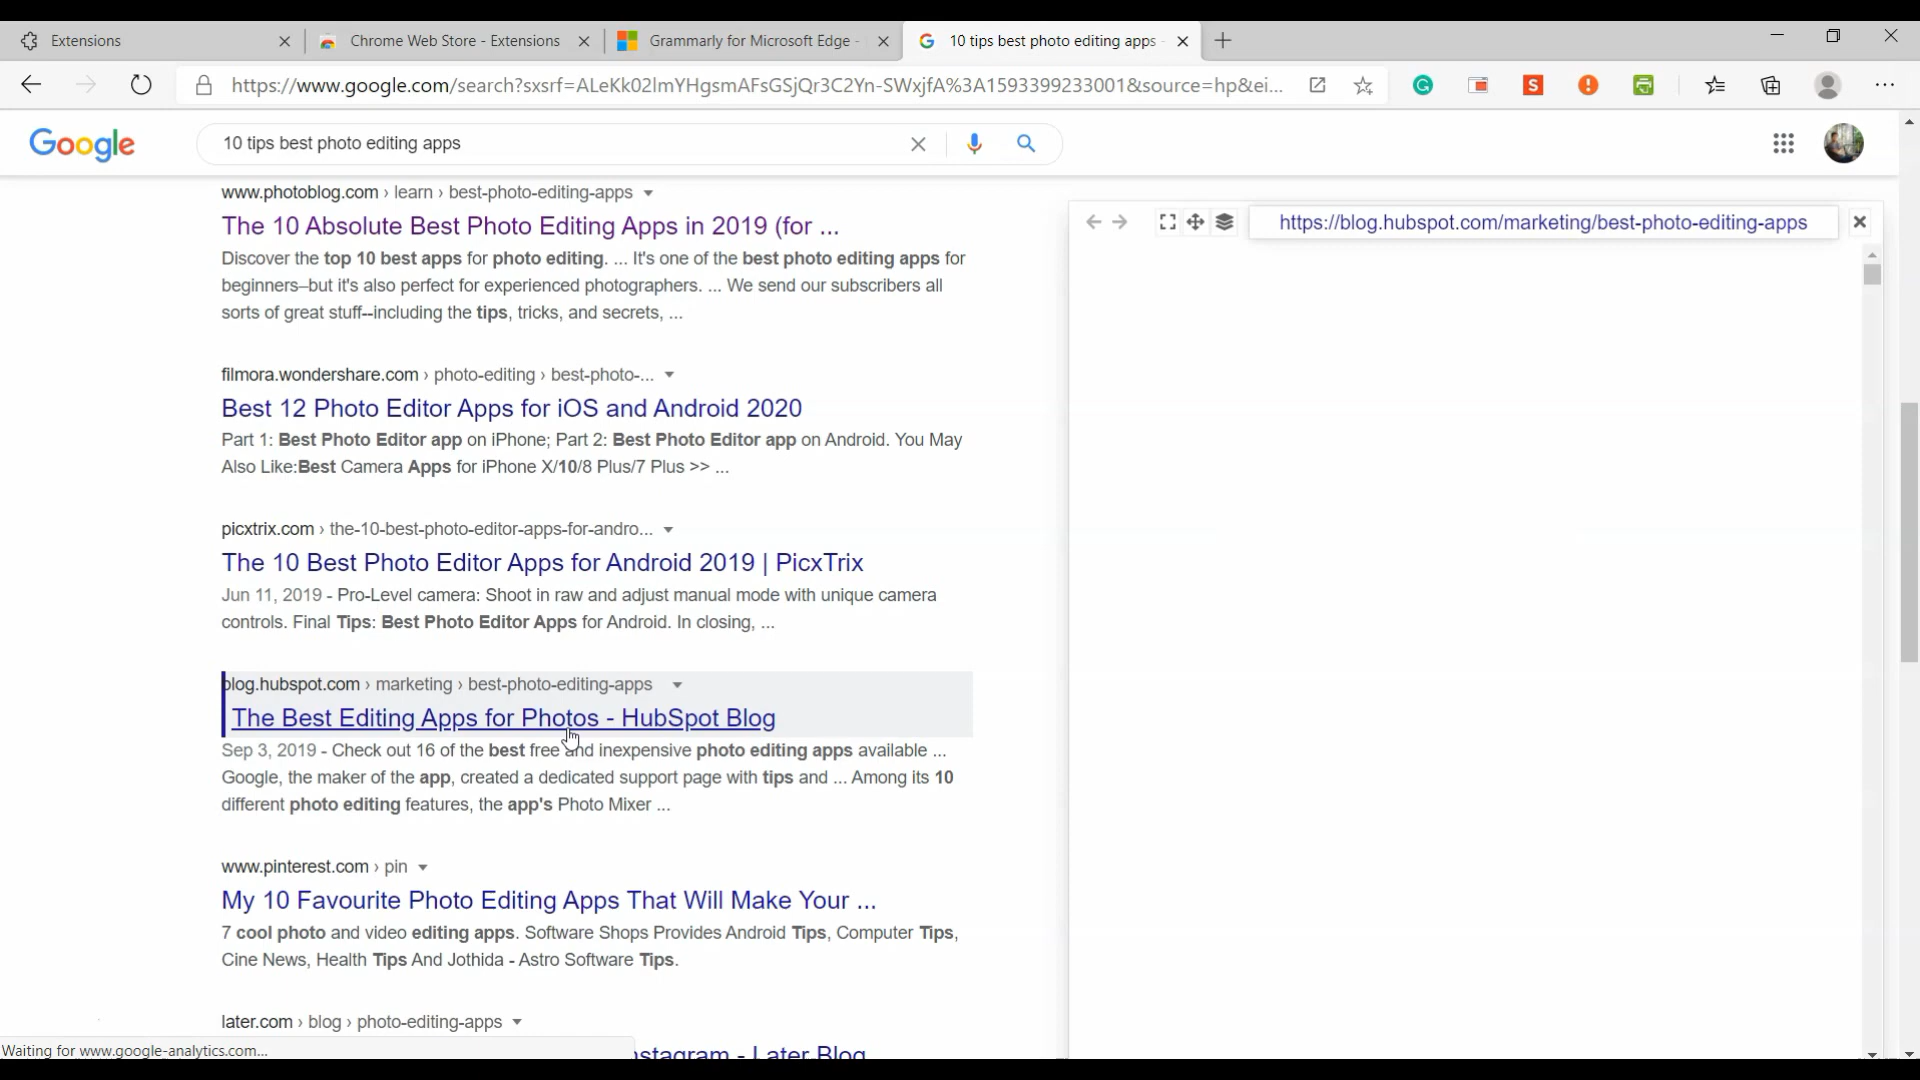 Extensions
Chrome Web Store - Extensions
Grammarly for Microsoft Edge -
10 tips best photo editing apps -
https://www.google.com/search?sxsrf=ALeKk02lmYHgsmAFsGSjQr3C2Yn-SWxjfA%3A1593399233001&source=hp&ei...
Google
10 tips best photo editing apps
www.photoblog.com › learn › best-photo-editing-apps
The 10 Absolute Best Photo Editing Apps in 2019 (for ...
Discover the top 10 best apps for photo editing. ... It's one of the best photo editing apps for
beginners–but it's also perfect for experienced photographers. ... We send our subscribers all
sorts of great stuff--including the tips, tricks, and secrets, ...
https://blog.hubspot.com/marketing/best-photo-editing-apps
filmora.wondershare.com › photo-editing › best-photo-...
Best 12 Photo Editor Apps for iOS and Android 2020
Part 1: Best Photo Editor app on iPhone; Part 2: Best Photo Editor app on Android. You May
Also Like:Best Camera Apps for iPhone X/10/8 Plus/7 Plus >> ...
picxtrix.com › the-10-best-photo-editor-apps-for-andro...
The 10 Best Photo Editor Apps for Android 2019 | PicxTrix
Jun 11, 2019 - Pro-Level camera: Shoot in raw and adjust manual mode with unique camera
controls. Final Tips: Best Photo Editor Apps for Android. In closing, ...
blog.hubspot.com › marketing › best-photo-editing-apps
The Best Editing Apps for Photos - HubSpot Blog
Sep 3, 2019 - Check out 16 of the best free and inexpensive photo editing apps available ...
Google, the maker of the app, created a dedicated support page with tips and ... Among its 10
different photo editing features, the app's Photo Mixer ...
www.pinterest.com › pin
My 10 Favourite Photo Editing Apps That Will Make Your ...
7 cool photo and video editing apps. Software Shops Provides Android Tips, Computer Tips,
Cine News, Health Tips And Jothida - Astro Software Tips.
later.com › blog › photo-editing-apps
Waiting for www.google-analytics.com...
nstagram - Later Blog